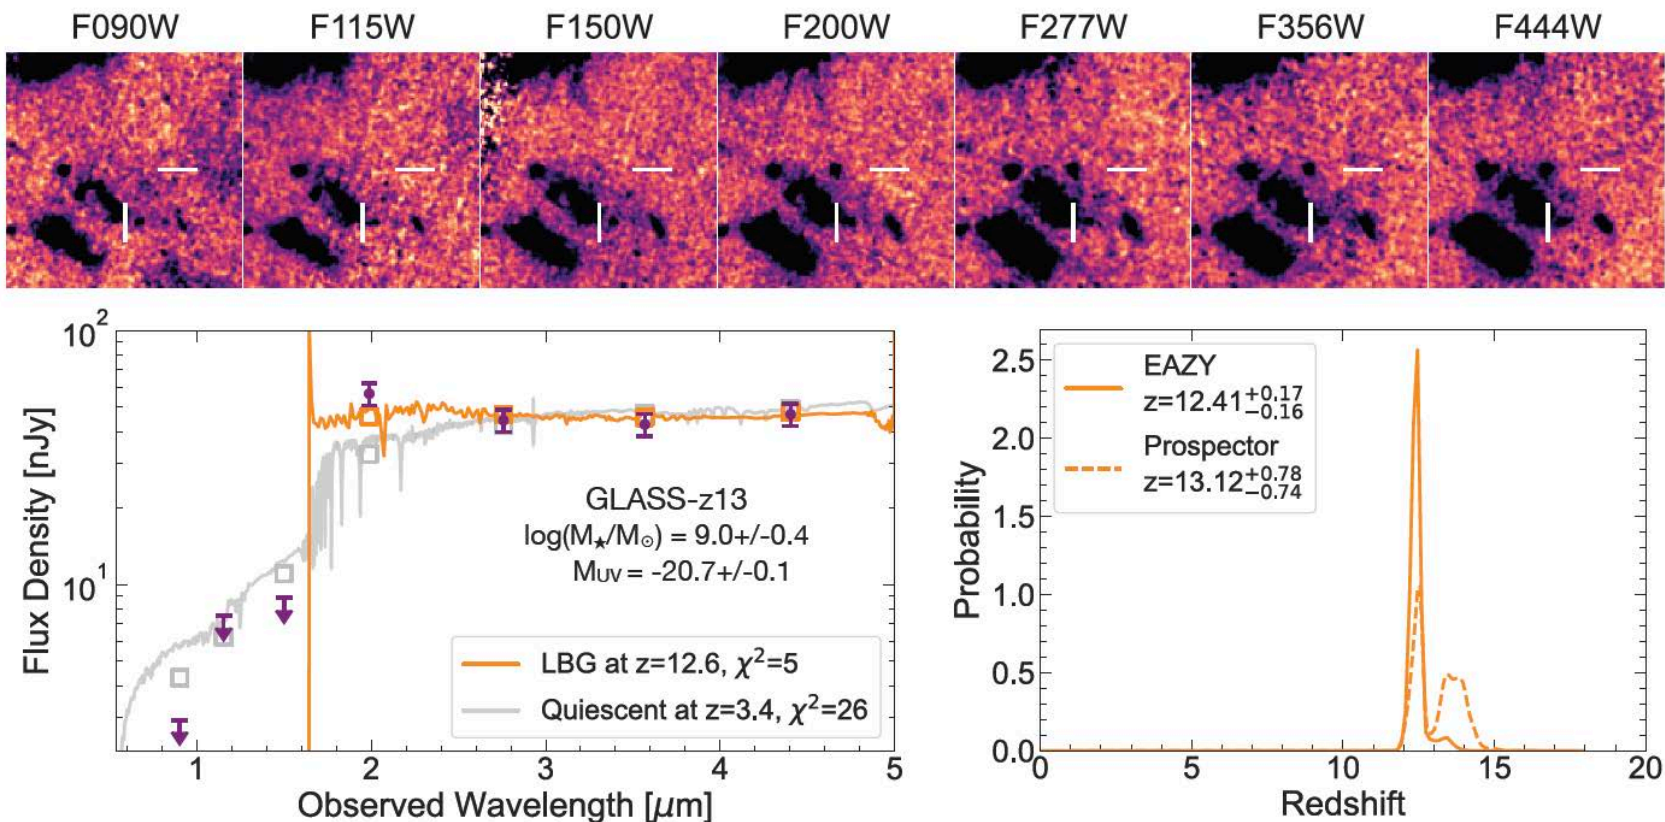 F090W F115W F150W F200W F277W F356W F444W
Flux Density [nJy]
10²
10¹
GLASS-z13
log(M★/M⊙) = 9.0+/-0.4
MUV = -20.7+/-0.1
LBG at z=12.6, χ²=5
Quiescent at z=3.4, χ²=26
1 2 3 4 5
Observed Wavelength [μm]
Probability
2.5
2.0
1.5
1.0
0.5
0.0
EAZY
z=12.41+0.17−0.16
Prospector
z=13.12+0.78−0.74
0 5 10 15 20
Redshift